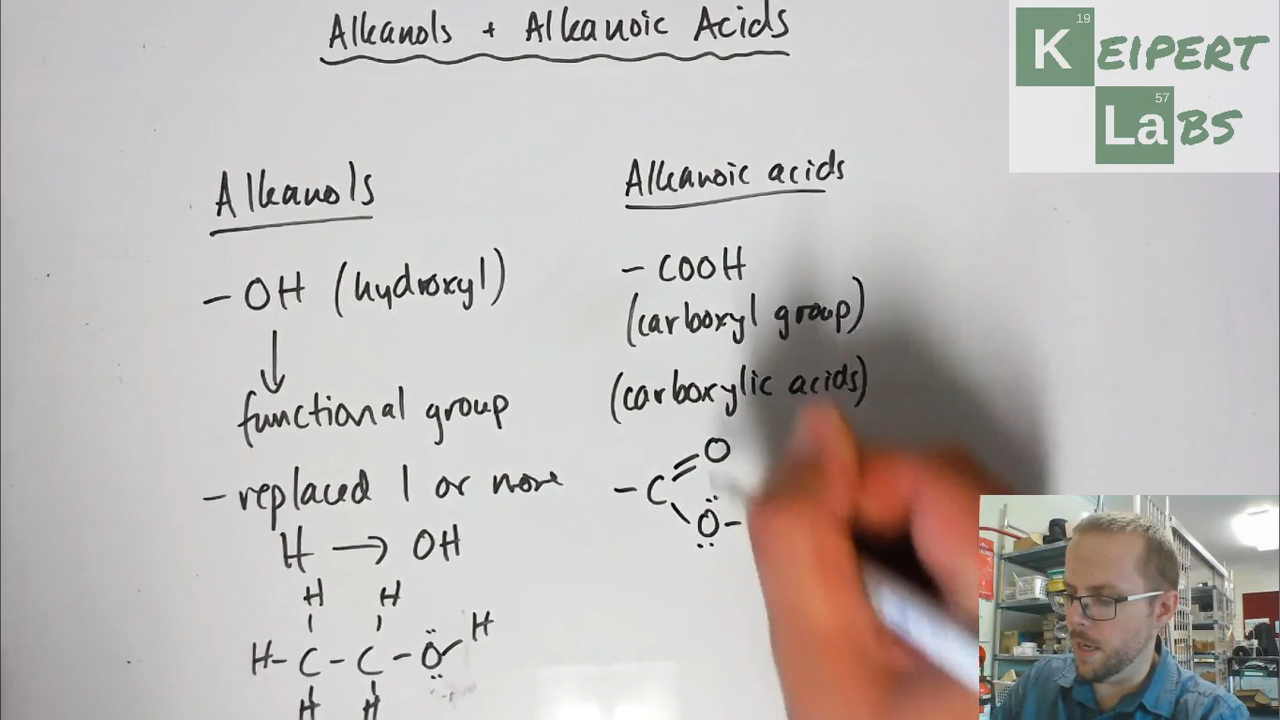 Alkanols + Alkanoic Acids
19
KEIPERT
57
LaBS
Alkanols
- OH (hydroxyl)
↓
functional group
- replaced 1 or more
H → OH
H H
H - C - C - O H
H H
Alkanoic acids
- COOH
(carboxyl group)
(carboxylic acids)
- C = O
O -